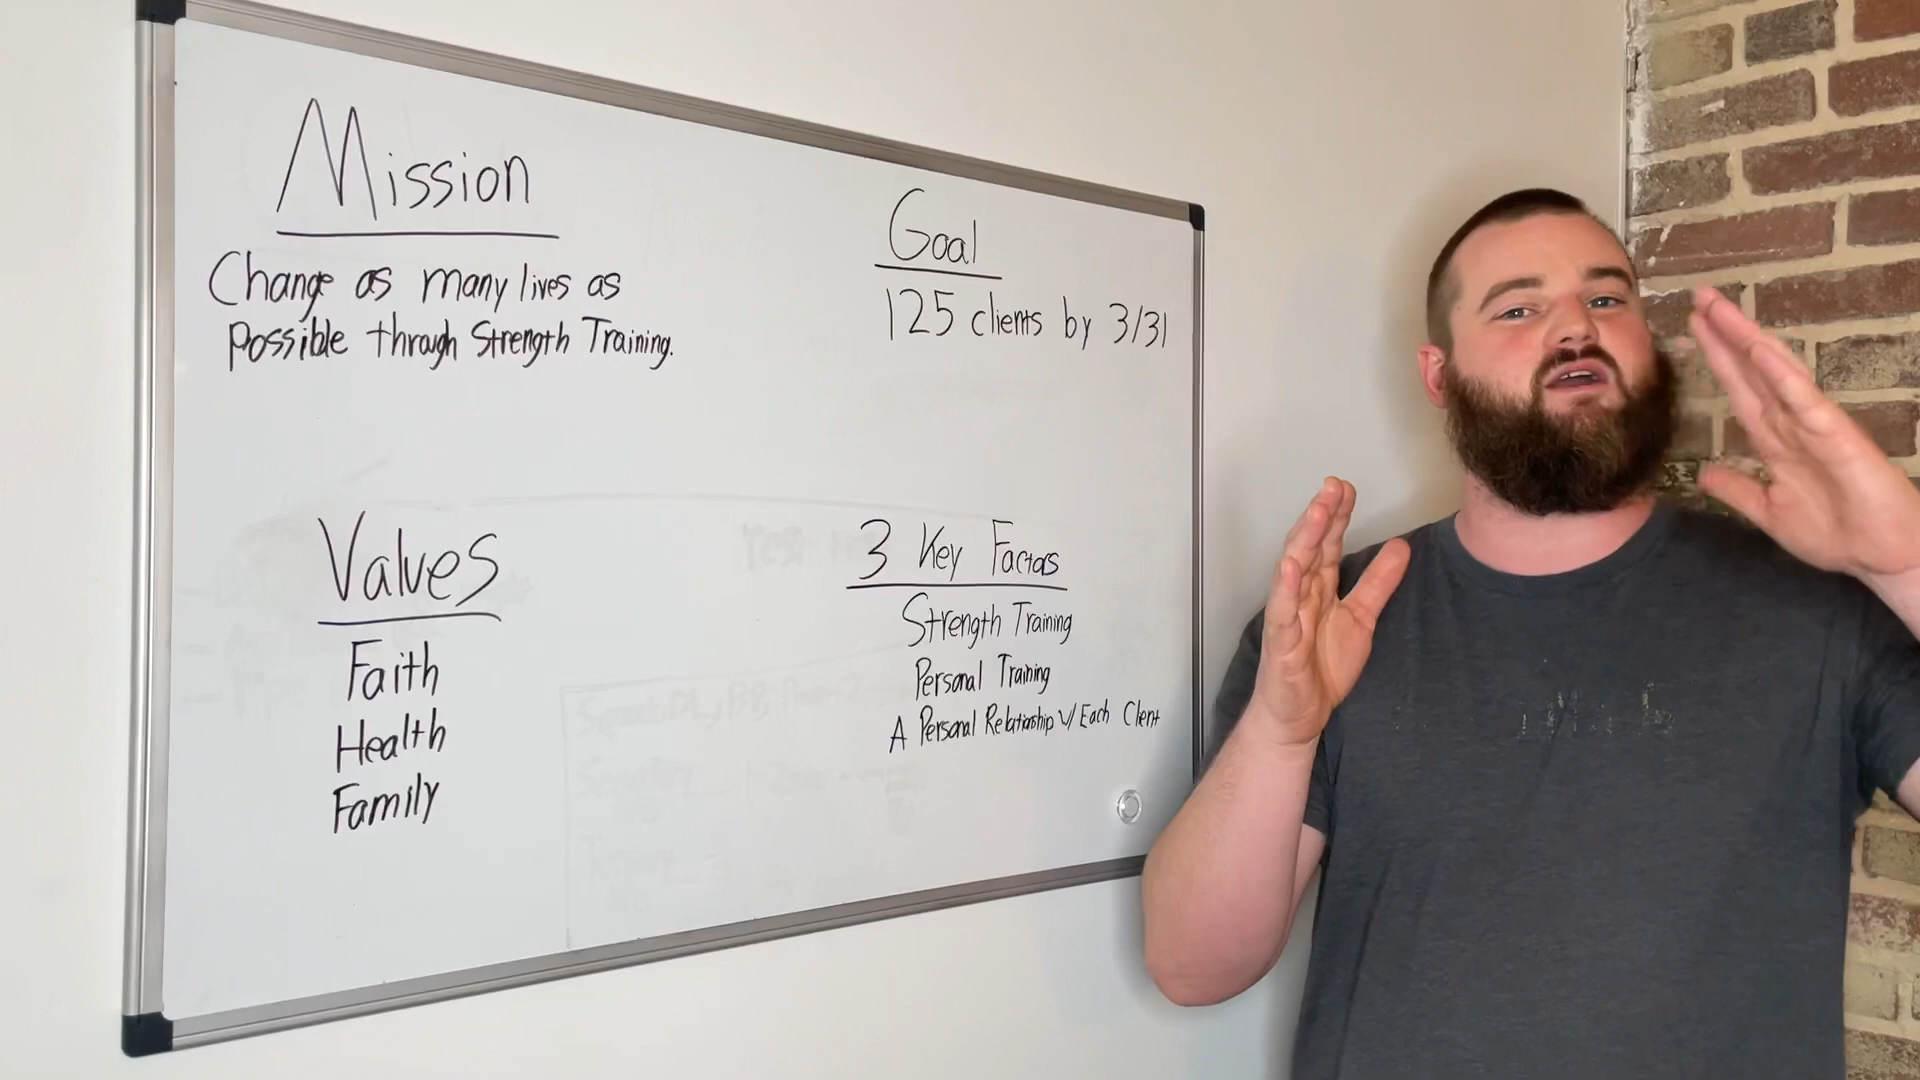 Mission
Change as many lives as
Possible through Strength Training.
Goal
125 clients by 3/31
Values
Faith
Health
Family
3 Key Factors
Strength Training
Personal Training
A Personal Relationship w/ Each Client